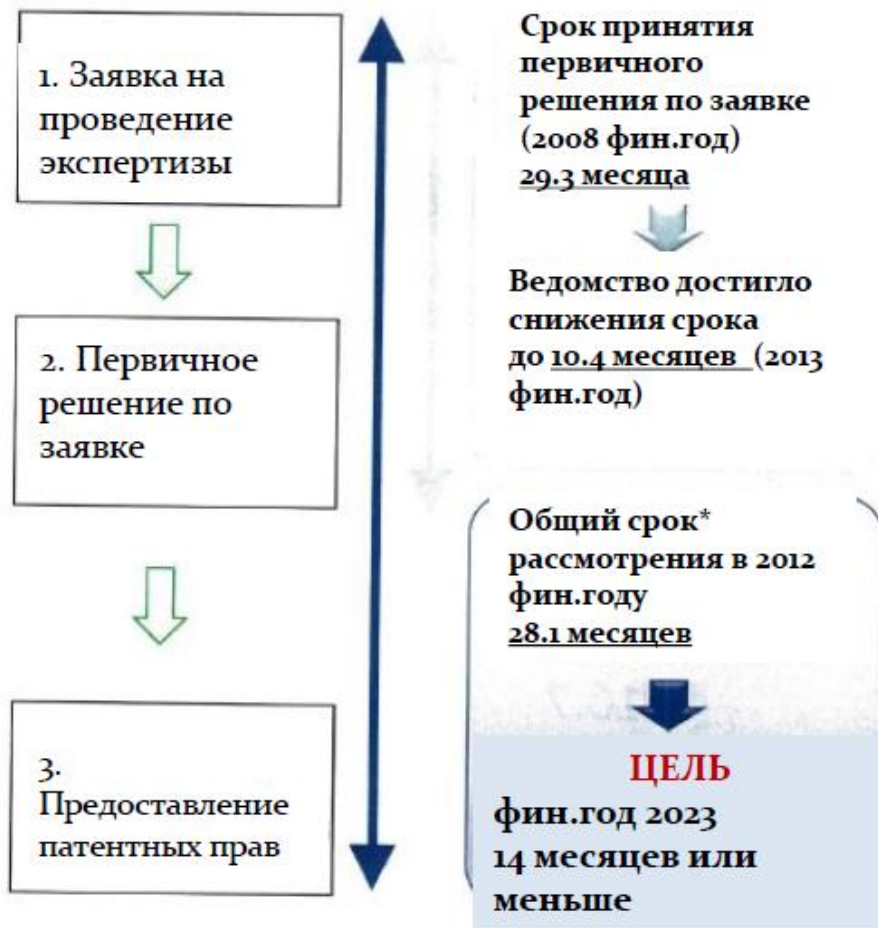 1. Заявка на
проведение
экспертизы
2. Первичное
решение по
заявке
3.
Предоставление
патентных прав
Срок принятия
первичного
решения по заявке
(2008 фин.год)
29.3 месяца
Ведомство достигло
снижения срока
до 10.4 месяцев (2013
фин.год)
Общий срок*
рассмотрения в 2012
фин.году
28.1 месяцев
ЦЕЛЬ
фин.год 2023
14 месяцев или
меньше